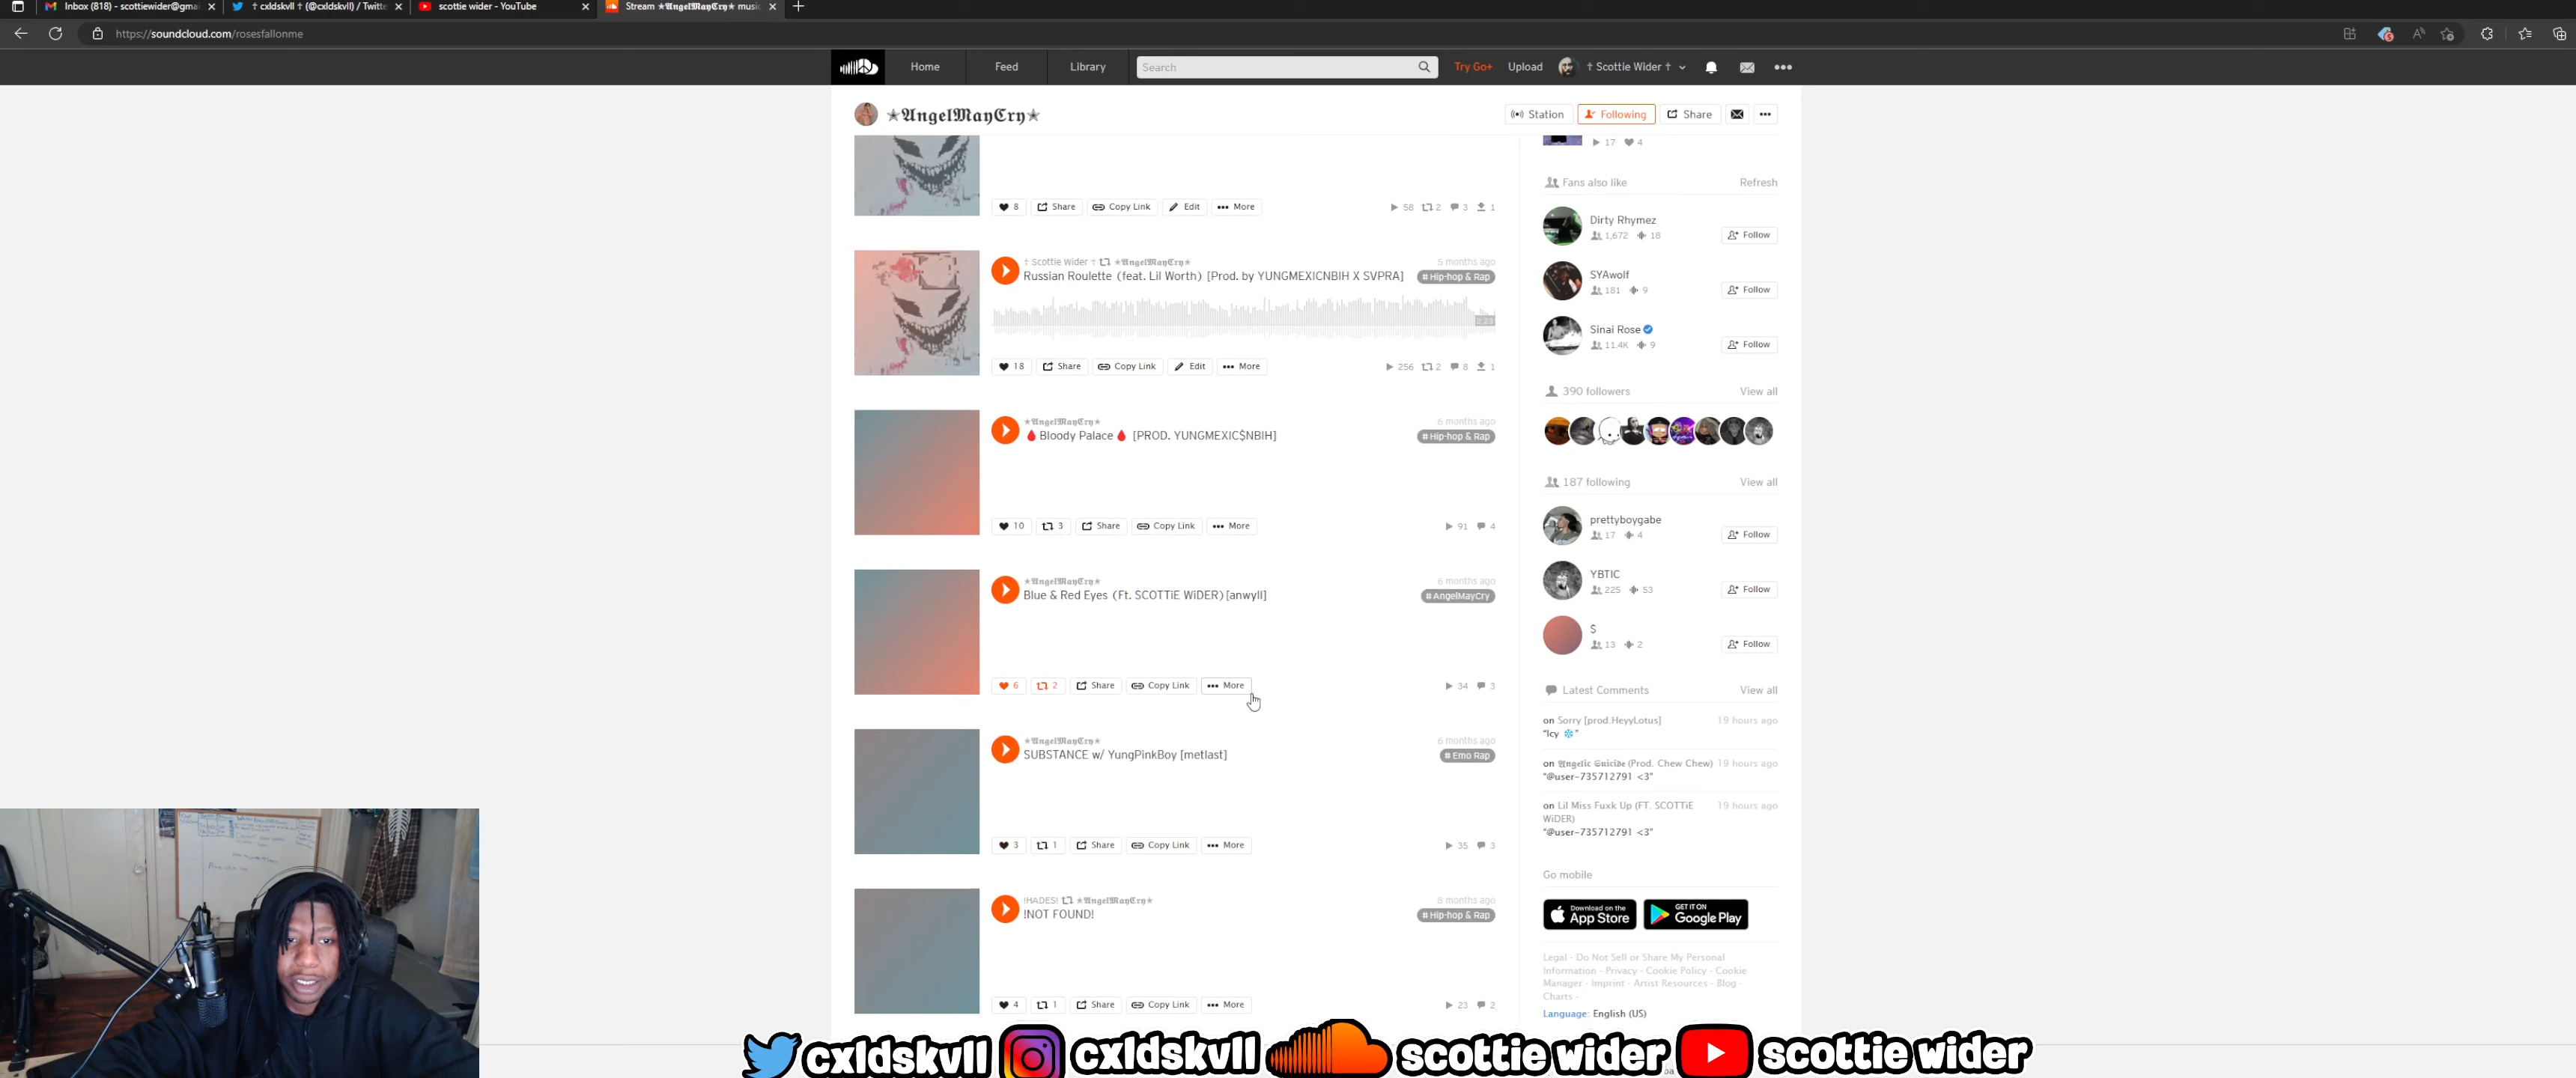 Inbox (818) - scottiewider@gmai
† cxldskvll † (@cxldskvll) / Twitte
scottie wider - YouTube
Stream ★𝕬𝖓𝖌𝖊𝖑𝕸𝖆𝖞𝕮𝖗𝖞★ music
https://soundcloud.com/rosesfallonme
Home
Feed
Library
Search
Try Go+
Upload
† Scottie Wider †
★𝕬𝖓𝖌𝖊𝖑𝕸𝖆𝖞𝕮𝖗𝖞★
Station
Following
Share
8
Share
Copy Link
Edit
More
58
2
3
1
† Scottie Wider † ★𝕬𝖓𝖌𝖊𝖑𝕸𝖆𝖞𝕮𝖗𝖞★
5 months ago
Russian Roulette (feat. Lil Worth) [Prod. by YUNGMEXICNBIH X SVPRA]
# Hip-hop & Rap
2:23
18
Share
Copy Link
Edit
More
256
2
8
1
★𝕬𝖓𝖌𝖊𝖑𝕸𝖆𝖞𝕮𝖗𝖞★
6 months ago
🩸Bloody Palace🩸 [PROD. YUNGMEXIC$NBIH]
# Hip-hop & Rap
10
3
Share
Copy Link
More
91
4
★𝕬𝖓𝖌𝖊𝖑𝕸𝖆𝖞𝕮𝖗𝖞★
6 months ago
Blue & Red Eyes (Ft. SCOTTiE WiDER)[anwyll]
# AngelMayCry
6
2
Share
Copy Link
More
34
3
★𝕬𝖓𝖌𝖊𝖑𝕸𝖆𝖞𝕮𝖗𝖞★
6 months ago
SUBSTANCE w/ YungPinkBoy [metlast]
# Emo Rap
3
1
Share
Copy Link
More
35
3
!HADES! ★𝕬𝖓𝖌𝖊𝖑𝕸𝖆𝖞𝕮𝖗𝖞★
8 months ago
!NOT FOUND!
# Hip-hop & Rap
4
1
Share
Copy Link
More
23
2
17
4
Fans also like
Refresh
Dirty Rhymez
1,672
18
Follow
SYAwolf
181
9
Follow
Sinai Rose
11.4K
9
Follow
390 followers
View all
187 following
View all
prettyboygabe
17
4
Follow
YBTIC
225
53
Follow
$
13
2
Follow
Latest Comments
View all
on Sorry [prod.HeyyLotus]
19 hours ago
"Icy ❄"
on 𝕬𝖓𝖌𝖊𝖑𝖎𝖈 𝕾𝖚𝖎𝖈𝖎𝖉𝖊 (Prod. Chew Chew)
19 hours ago
"@user-735712791 <3"
on Lil Miss Fuxk Up (FT. SCOTTiE
19 hours ago
WiDER)
"@user-735712791 <3"
Go mobile
Download on the
App Store
GET IT ON
Google Play
Legal - Do Not Sell or Share My Personal
Information - Privacy - Cookie Policy - Cookie
Manager - Imprint - Artist Resources - Blog -
Charts -
Language: English (US)
cxldskvll
cxldskvll
scottie wider
scottie wider